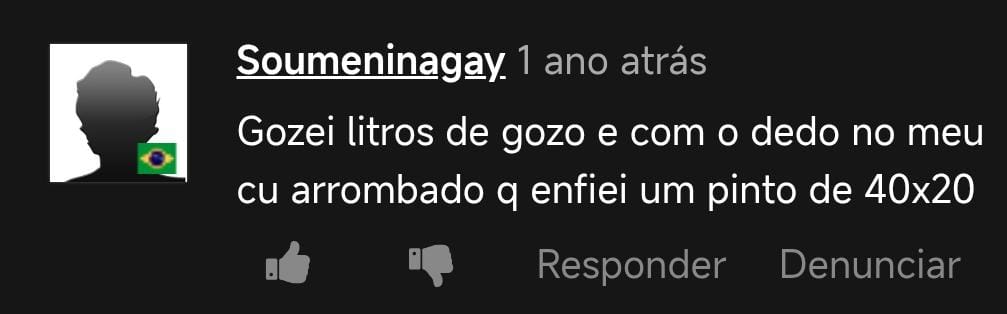 Soumeninagay 1 ano atrás
Gozei litros de gozo e com o dedo no meu
cu arrombado q enfiei um pinto de 40x20
Responder Denunciar